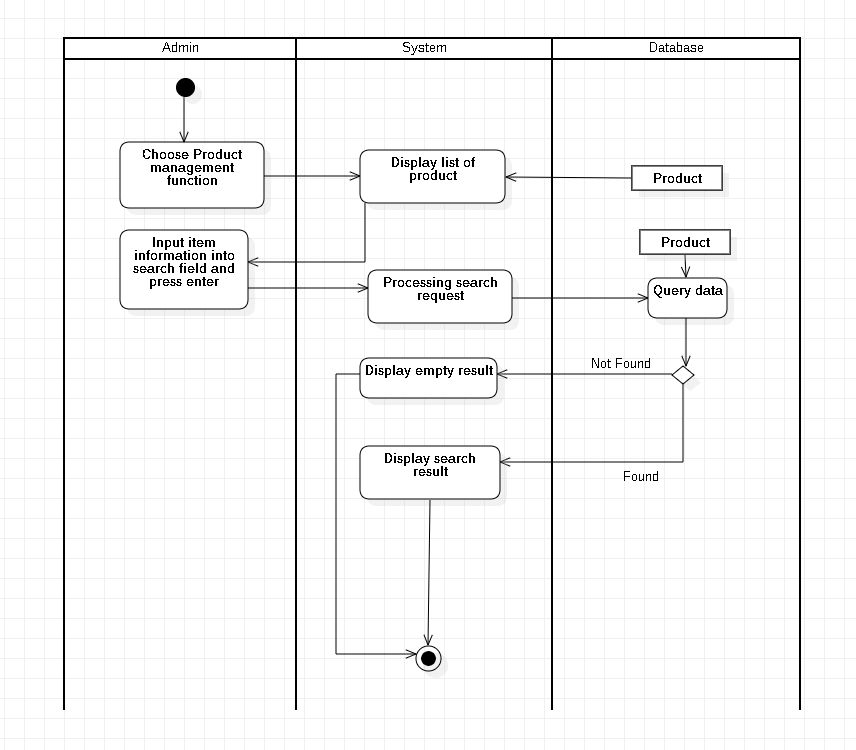 Admin
System
Database
Choose Product
management
function
Display list of
product
Product
Input item
information into
search field and
press enter
Product
Processing search
request
Query data
Display empty result
Not Found
Display search
result
Found